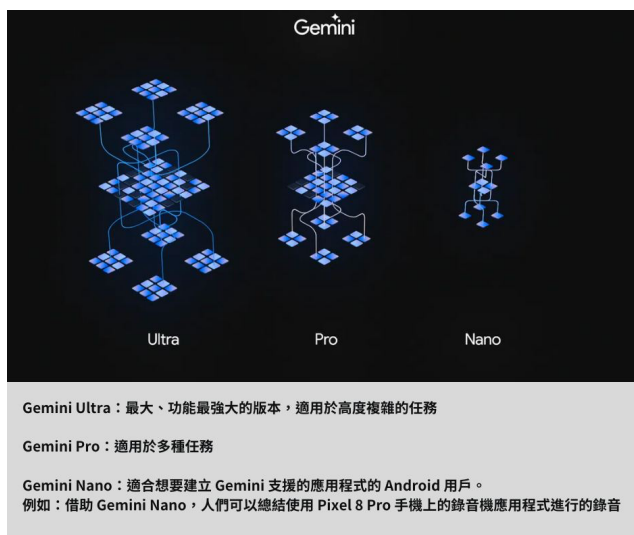 Gemini
Ultra
Pro
Nano
Gemini Ultra：最大、功能最強大的版本，適用於高度複雜的任務
Gemini Pro：適用於多種任務
Gemini Nano：適合想要建立 Gemini 支援的應用程式的 Android 用戶。
例如：借助 Gemini Nano，人們可以總結使用 Pixel 8 Pro 手機上的錄音機應用程式進行的錄音